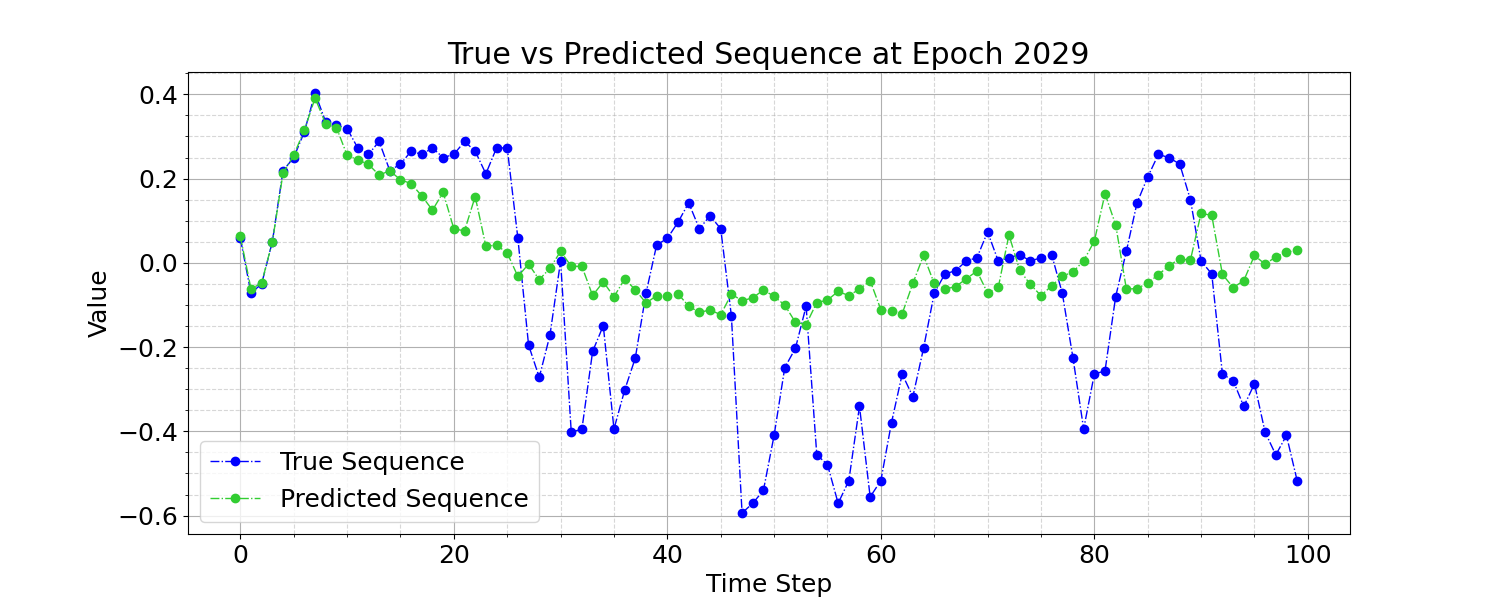 True vs Predicted Sequence at Epoch 2029
Value
0.4
0.2
0.0
−0.2
−0.4
−0.6
True Sequence
Predicted Sequence
0 20 40 60 80 100
Time Step